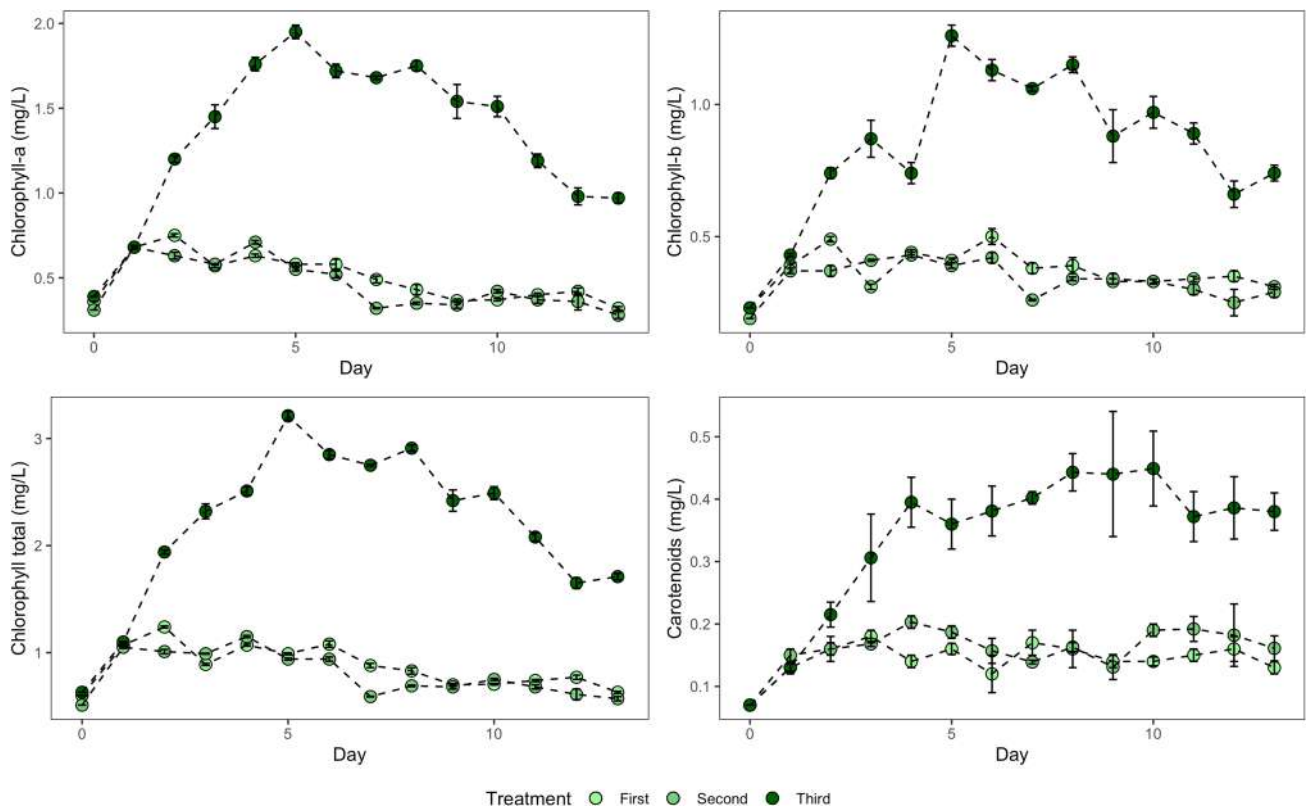 2.0
1.5
1.0
0.5
Chlorophyll-a (mg/L)
0
5
10
Day
1.0
0.5
Chlorophyll-b (mg/L)
0
5
10
Day
3
2
1
Chlorophyll total (mg/L)
0
5
10
Day
0.5
0.4
0.3
0.2
0.1
Carotenoids (mg/L)
0
5
10
Day
Treatment First Second Third